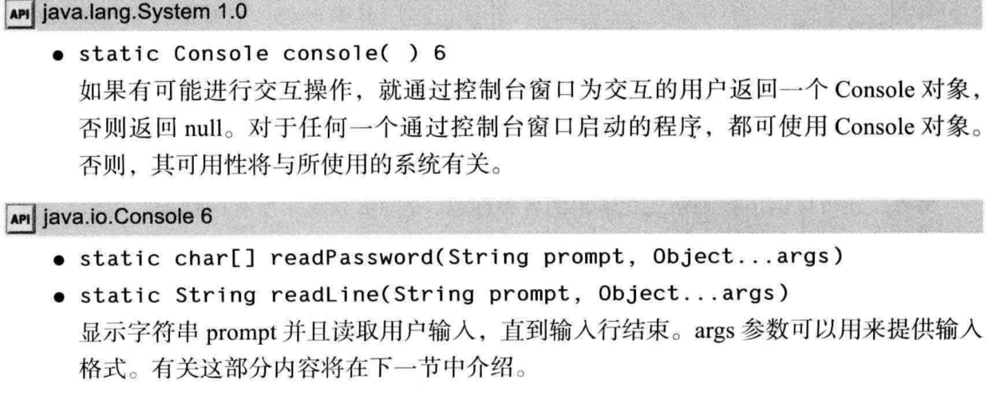 API java.lang.System 1.0
● static Console console( ) 6
如果有可能进行交互操作，就通过控制台窗口为交互的用户返回一个 Console 对象，
否则返回 null。对于任何一个通过控制台窗口启动的程序，都可使用 Console 对象。
否则，其可用性将与所使用的系统有关。
API java.io.Console 6
● static char[] readPassword(String prompt, Object...args)
● static String readLine(String prompt, Object...args)
显示字符串 prompt 并且读取用户输入，直到输入行结束。args 参数可以用来提供输入
格式。有关这部分内容将在下一节中介绍。